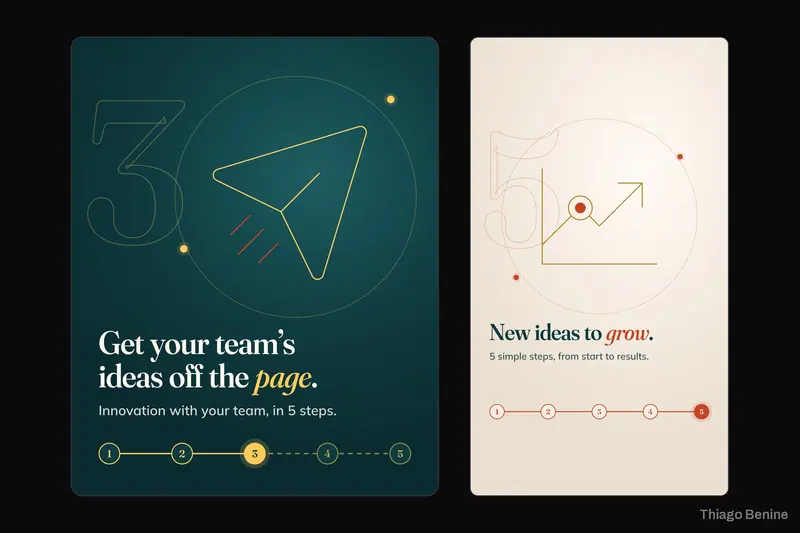 3
Get your team's
ideas off the page.
Innovation with your team, in 5 steps.
1 2 3 4 5
5
New ideas to grow.
5 simple steps, from start to results.
1 2 3 4 5
Thiago Benine